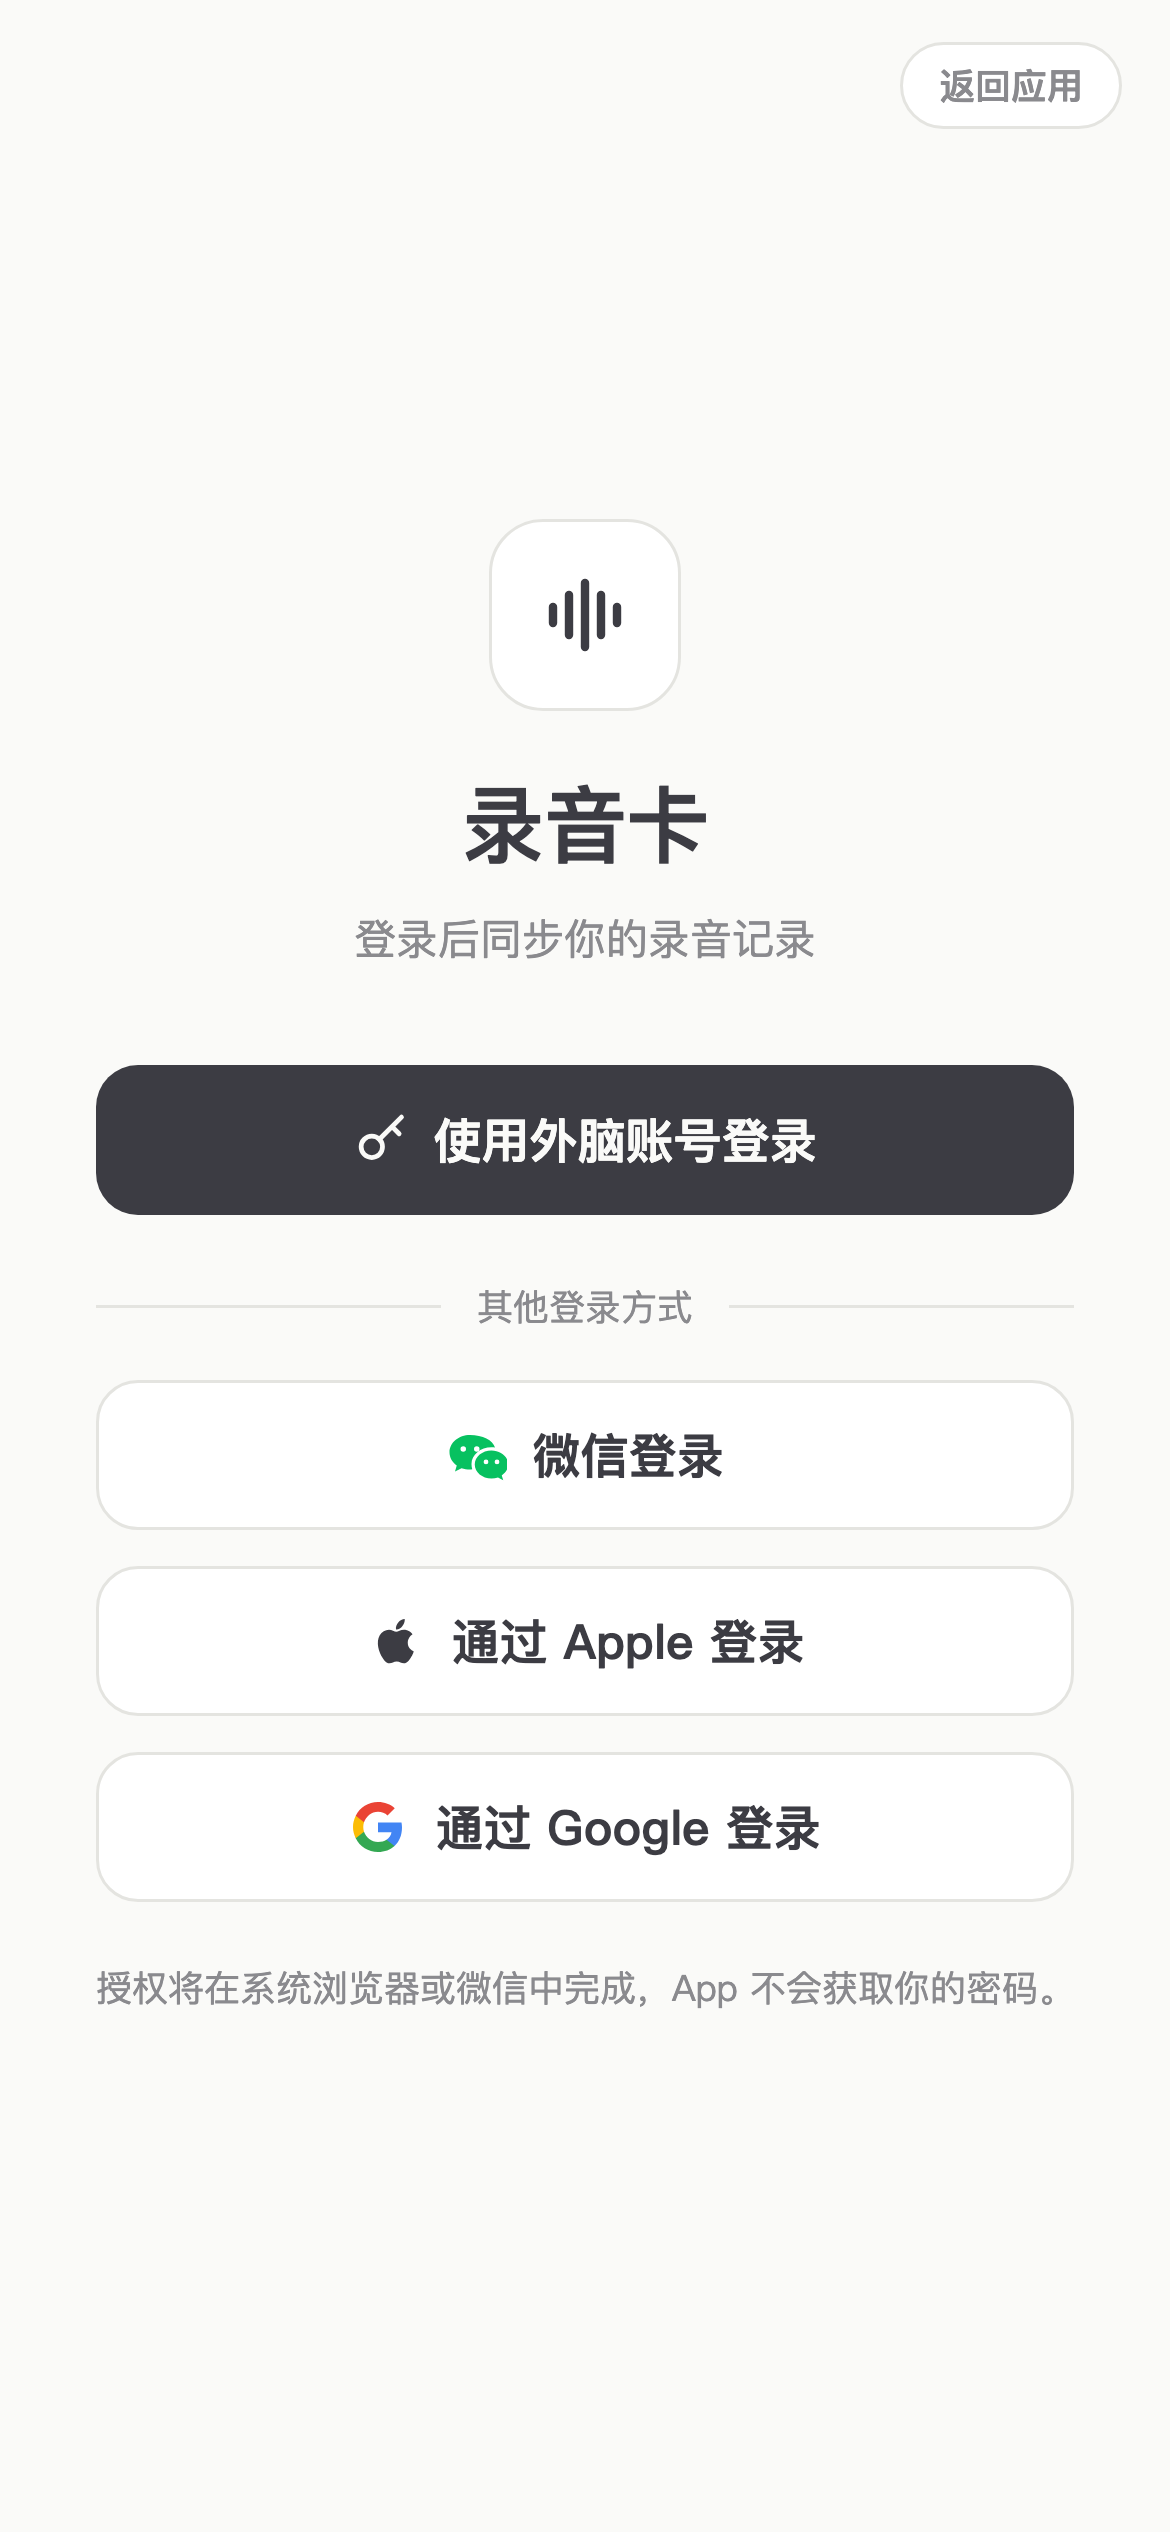 返回应用
录音卡
登录后同步你的录音记录
使用外脑账号登录
其他登录方式
微信登录
通过 Apple 登录
通过 Google 登录
授权将在系统浏览器或微信中完成，App 不会获取你的密码。